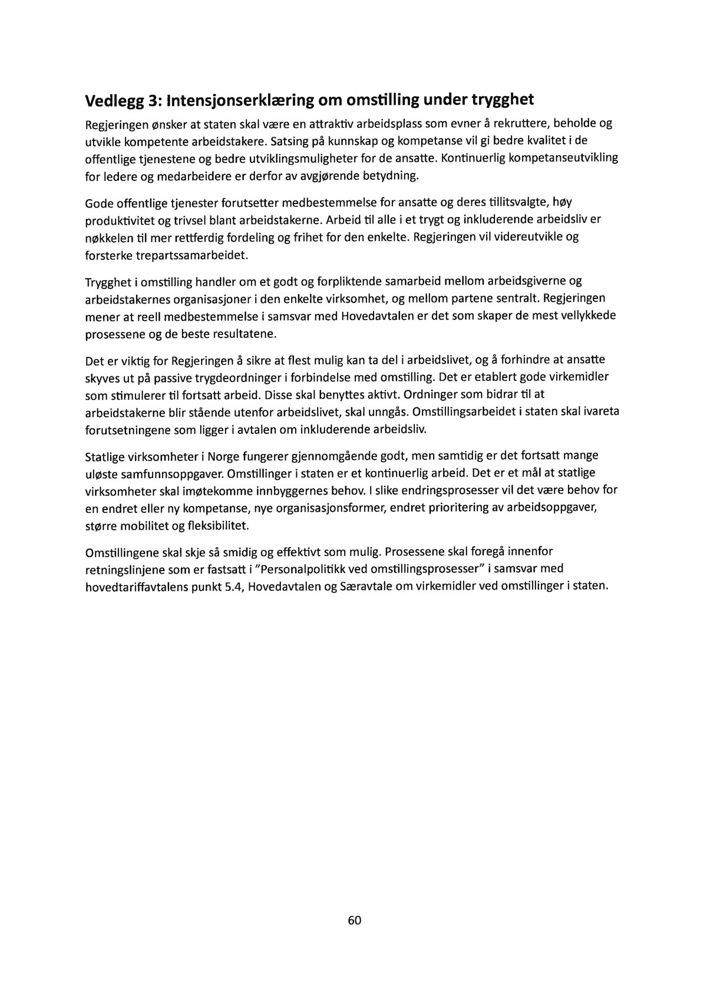 Vedlegg 3: Intensjonserklæring om omstilling under trygghet
Regjeringen ønsker at staten skal være en attraktiv arbeidsplass som evner å rekruttere, beholde og
utvikle kompetente arbeidstakere. Satsing på kunnskap og kompetanse vil gi bedre kvalitet i de
offentlige tjenestene og bedre utviklingsmuligheter for de ansatte. Kontinuerlig kompetanseutvikling
for ledere og medarbeidere er derfor av avgjørende betydning.
Gode offentlige tjenester forutsetter medbestemmelse for ansatte og deres tillitsvalgte, høy
produktivitet og trivsel blant arbeidstakerne. Arbeid til alle i et trygt og inkluderende arbeidsliv er
nøkkelen til mer rettferdig fordeling og frihet for den enkelte. Regjeringen vil videreutvikle og
forsterke trepartssamarbeidet.
Trygghet i omstilling handler om et godt og forpliktende samarbeid mellom arbeidsgiverne og
arbeidstakernes organisasjoner i den enkelte virksomhet, og mellom partene sentralt. Regjeringen
mener at reell medbestemmelse i samsvar med Hovedavtalen er det som skaper de mest vellykkede
prosessene og de beste resultatene.
Det er viktig for Regjeringen å sikre at flest mulig kan ta del i arbeidslivet, og å forhindre at ansatte
skyves ut på passive trygdeordninger i forbindelse med omstilling. Det er etablert gode virkemidler
som stimulerer til fortsatt arbeid. Disse skal benyttes aktivt. Ordninger som bidrar til at
arbeidstakerne blir stående utenfor arbeidslivet, skal unngås. Omstillingsarbeidet i staten skal ivareta
forutsetningene som ligger i avtalen om inkluderende arbeidsliv.
Statlige virksomheter i Norge fungerer gjennomgående godt, men samtidig er det fortsatt mange
uløste samfunnsoppgaver. Omstillinger i staten er et kontinuerlig arbeid. Det er et mål at statlige
virksomheter skal imøtekomme innbyggernes behov. I slike endringsprosesser vil det være behov for
en endret eller ny kompetanse, nye organisasjonsformer, endret prioritering av arbeidsoppgaver,
større mobilitet og fleksibilitet.
Omstillingene skal skje så smidig og effektivt som mulig. Prosessene skal foregå innenfor
retningslinjene som er fastsatt i ”Personalpolitikk ved omstillingsprosesser” i samsvar med
hovedtariffavtalens punkt 5.4, Hovedavtalen og Særavtale om virkemidler ved omstillinger i staten.
60